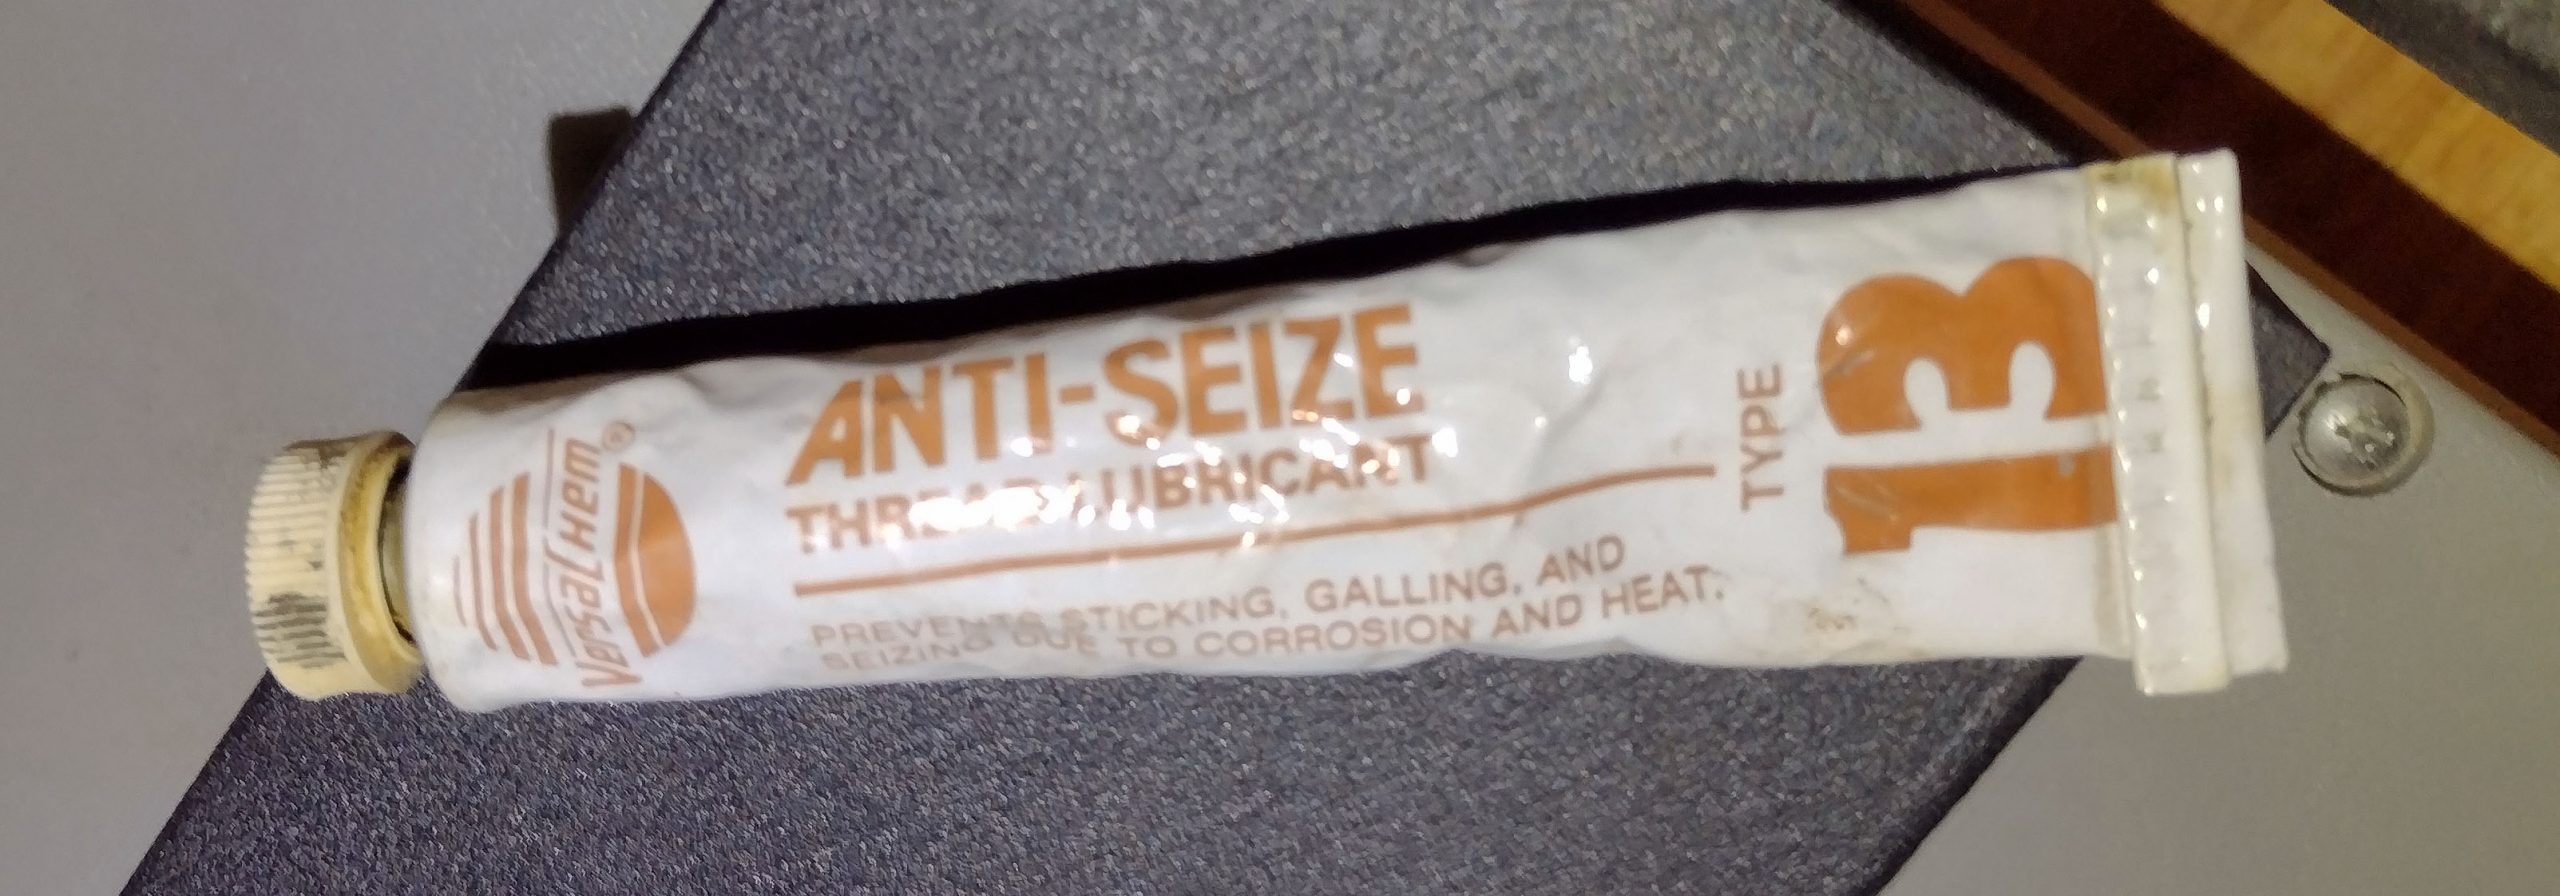 VersaChem®
ANTI-SEIZE
THREAD LUBRICANT
PREVENTS STICKING, GALLING, AND
SEIZING DUE TO CORROSION AND HEAT.
TYPE
13